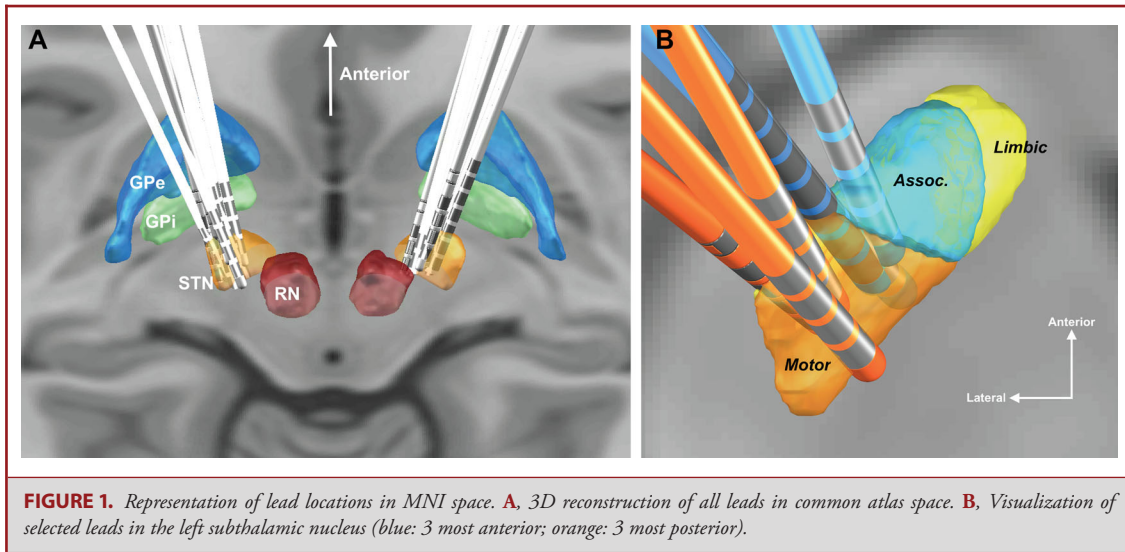 A
Anterior
GPe
GPi
STN
RN
B
Limbic
Assoc.
Motor
Anterior
Lateral
FIGURE 1. Representation of lead locations in MNI space. A, 3D reconstruction of all leads in common atlas space. B, Visualization of
selected leads in the left subthalamic nucleus (blue: 3 most anterior; orange: 3 most posterior).